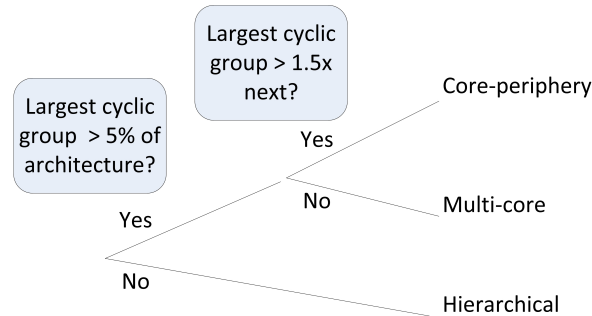 Largest cyclic
group > 1.5x
next?
Largest cyclic
group > 5% of
architecture?
Core-periphery
Yes
No
Multi-core
Yes
No
Hierarchical